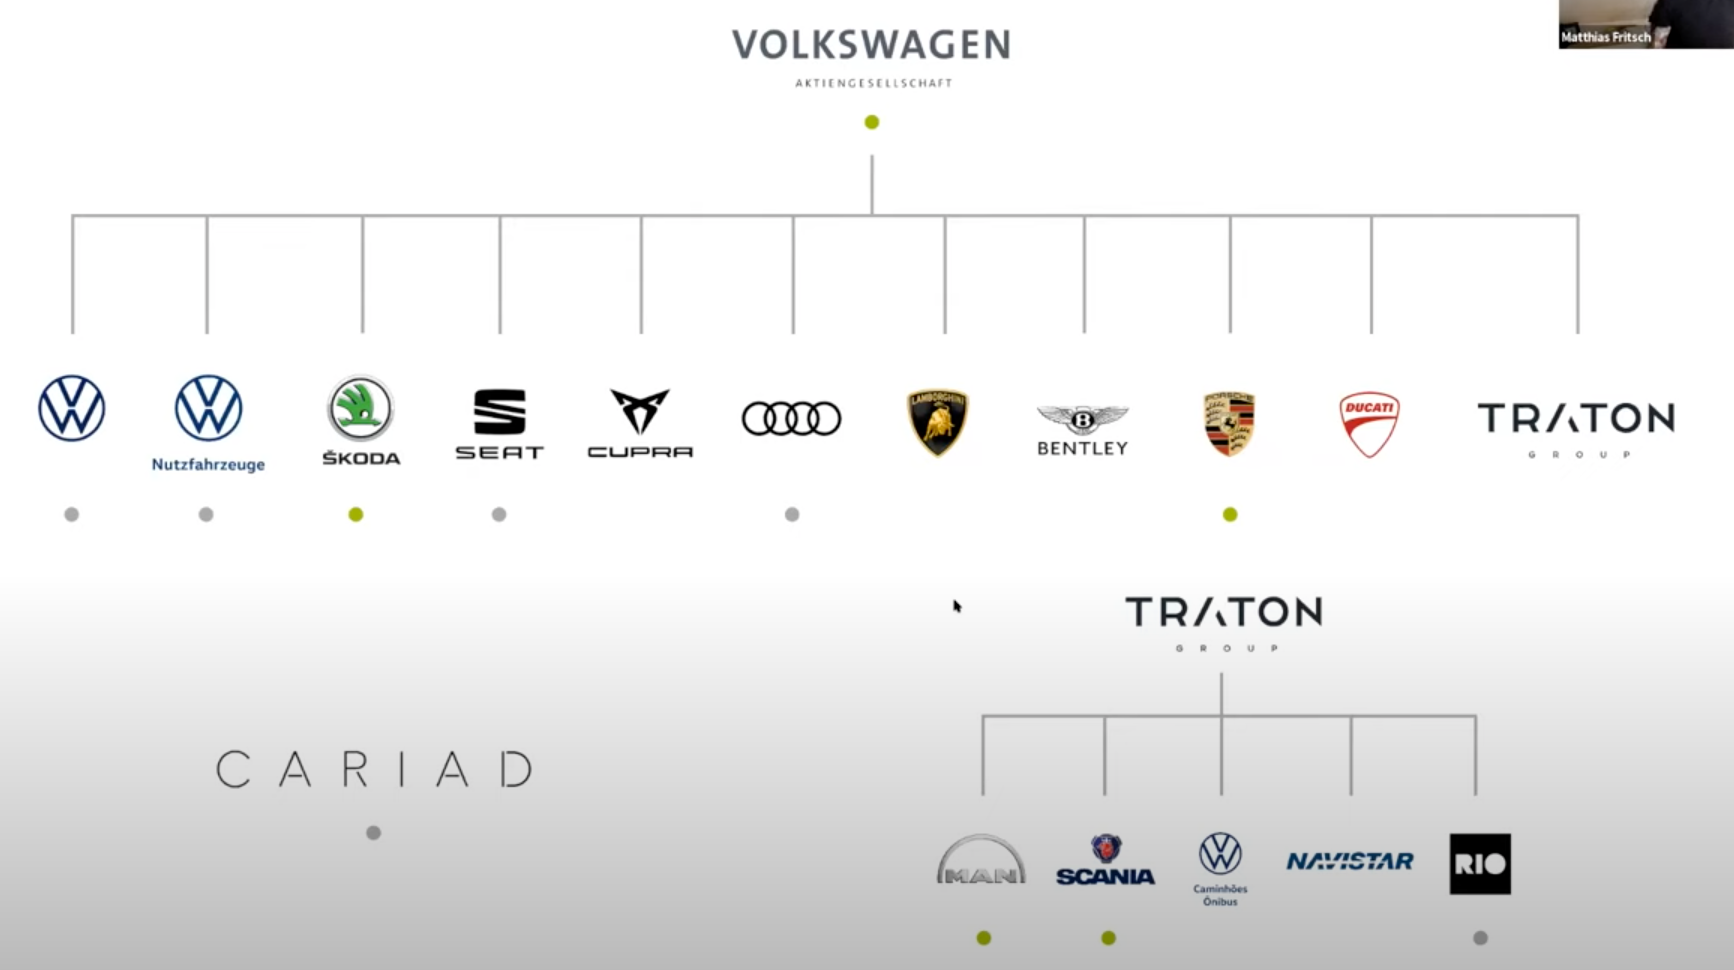 VOLKSWAGEN
AKTIENGESELLSCHAFT
Matthias Fritsch
Nutzfahrzeuge
ŠKODA
SEAT
CUPRA
LAMBORGHINI
BENTLEY
B
PORSCHE
DUCATI
TRATON
GROUP
TRATON
GROUP
CARIAD
MAN
SCANIA
Caminhões
Ônibus
NAVISTAR
RIO